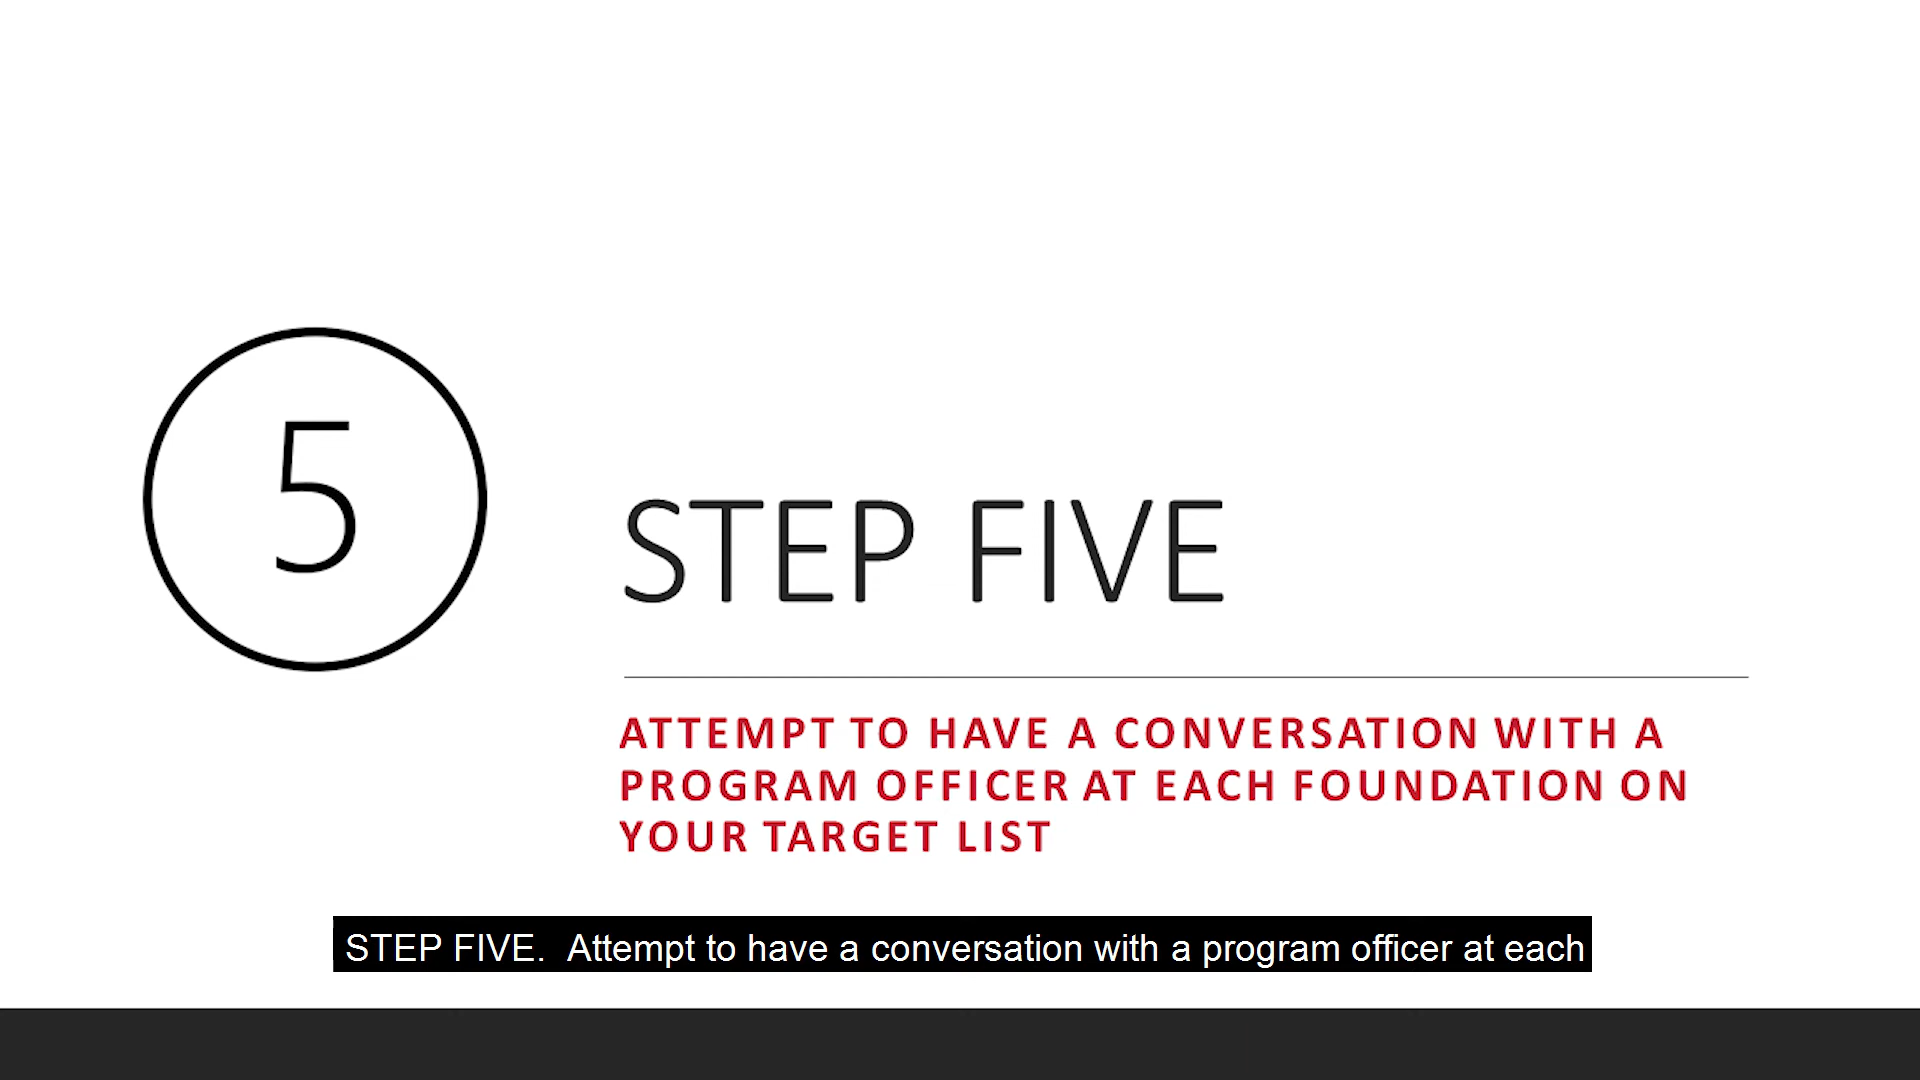 5
STEP FIVE
ATTEMPT TO HAVE A CONVERSATION WITH A
PROGRAM OFFICER AT EACH FOUNDATION ON
YOUR TARGET LIST
STEP FIVE.  Attempt to have a conversation with a program officer at each